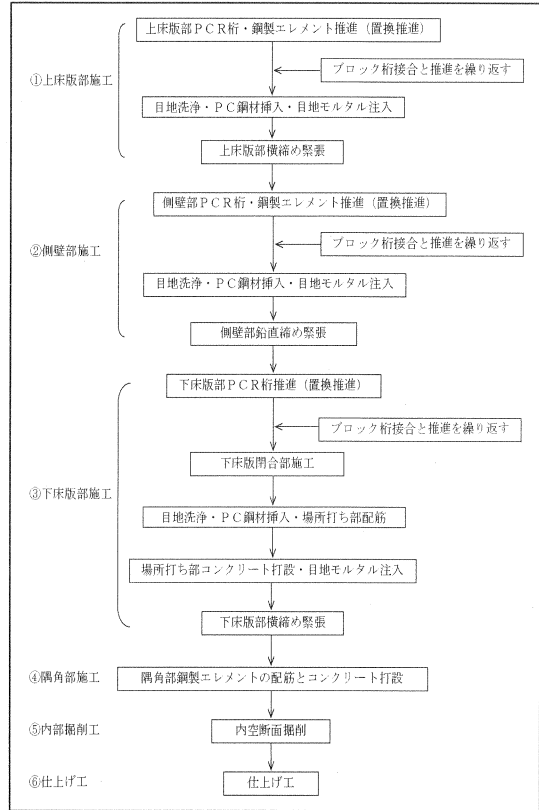 上床版部PCR桁・鋼製エレメント推進（置換推進）
ブロック桁接合と推進を繰り返す
①上床版部施工
目地洗浄・PC鋼材挿入・目地モルタル注入
上床版部横締め緊張
側壁部PCR桁・鋼製エレメント推進（置換推進）
ブロック桁接合と推進を繰り返す
②側壁部施工
目地洗浄・PC鋼材挿入・目地モルタル注入
側壁部鉛直締め緊張
下床版部PCR桁推進（置換推進）
ブロック桁接合と推進を繰り返す
下床版閉合部施工
③下床版部施工
目地洗浄・PC鋼材挿入・場所打ち部配筋
場所打ち部コンクリート打設・目地モルタル注入
下床版部横締め緊張
④隅角部施工 隅角部鋼製エレメントの配筋とコンクリート打設
⑤内部掘削工 内空断面掘削
⑥仕上げ工 仕上げ工